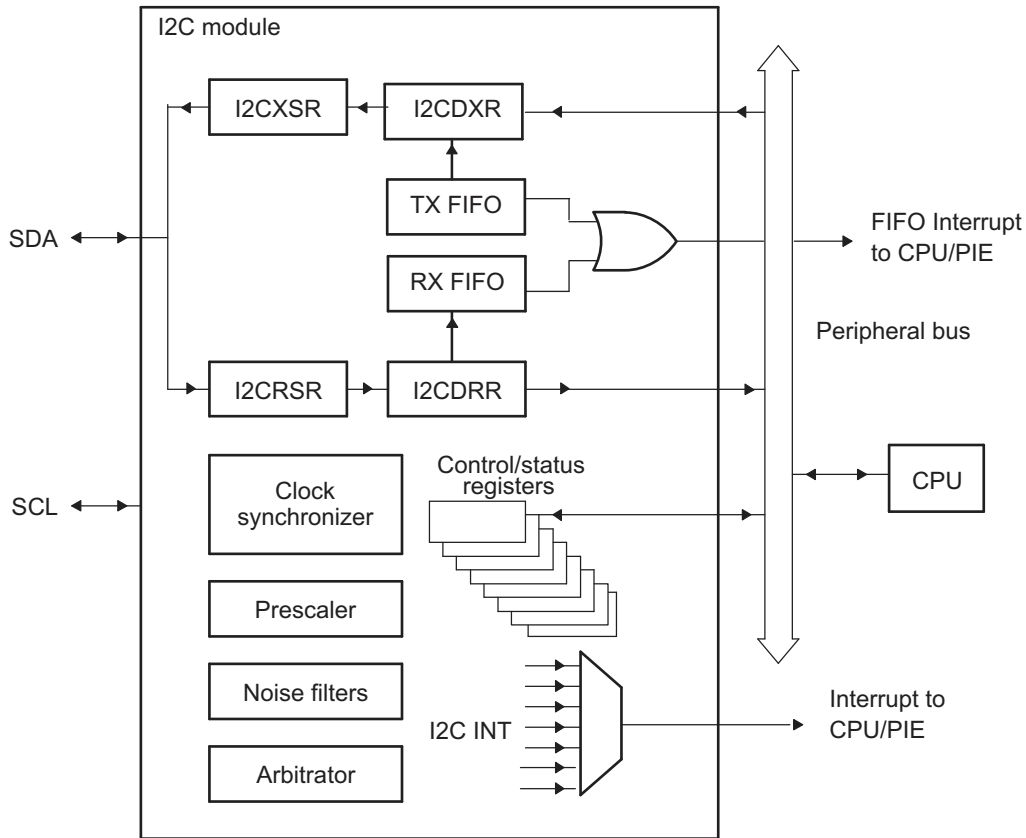 I2C module
I2CXSR
I2CDXR
TX FIFO
SDA
FIFO Interrupt
to CPU/PIE
RX FIFO
Peripheral bus
I2CRSR
I2CDRR
Control/status
registers
CPU
SCL
Clock
synchronizer
Prescaler
Noise filters
I2C INT
Interrupt to
CPU/PIE
Arbitrator